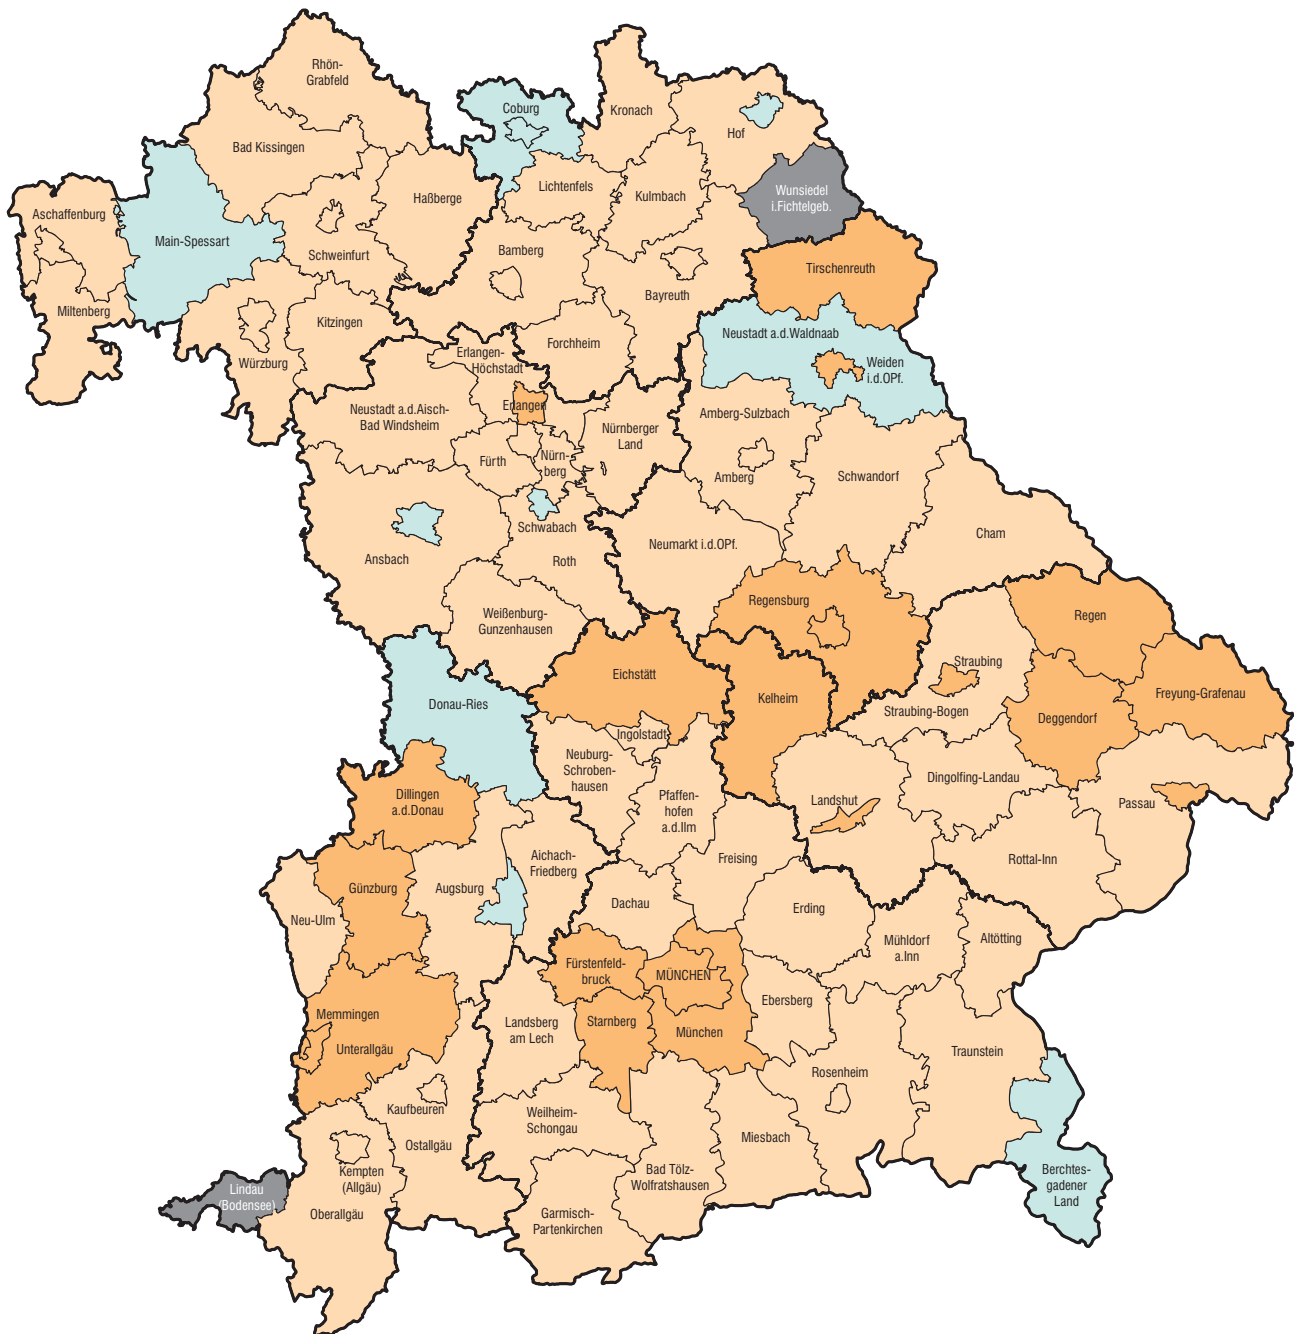 Rhön-
Grabfeld
Coburg
Kronach
Hof
Bad Kissingen
Lichtenfels
Kulmbach
Wunsiedel
i.Fichtelgeb.
Haßberge
Aschaffenburg
Main-Spessart
Schweinfurt
Bamberg
Tirschenreuth
Bayreuth
Miltenberg
Kitzingen
Neustadt a.d.Waldnaab
Forchheim
Würzburg
Erlangen-
Höchstadt
Weiden
i.d.OPf.
Erlangen
Neustadt a.d.Aisch-
Bad Windsheim
Amberg-Sulzbach
Nürnberger
Land
Fürth
Nürn-
berg
Amberg
Schwandorf
Schwabach
Cham
Neumarkt i.d.OPf.
Ansbach
Roth
Regensburg
Weißenburg-
Gunzenhausen
Regen
Straubing
Eichstätt
Freyung-Grafenau
Kelheim
Donau-Ries
Straubing-Bogen
Deggendorf
Ingolstadt
Neuburg-
Schroben-
hausen
Dingolfing-Landau
Dillingen
a.d.Donau
Pfaffen-
hofen
a.d.Ilm
Landshut
Passau
Aichach-
Friedberg
Freising
Rottal-Inn
Günzburg
Augsburg
Dachau
Erding
Neu-Ulm
Mühldorf
a.Inn
Altötting
Fürstenfeld-
bruck
MÜNCHEN
Ebersberg
Memmingen
Landsberg
am Lech
Starnberg
München
Unterallgäu
Traunstein
Rosenheim
Kaufbeuren
Weilheim-
Schongau
Miesbach
Ostallgäu
Kempten
(Allgäu)
Bad Tölz-
Wolfratshausen
Berchtes-
gadener
Land
Lindau
(Bodensee)
Oberallgäu
Garmisch-
Partenkirchen